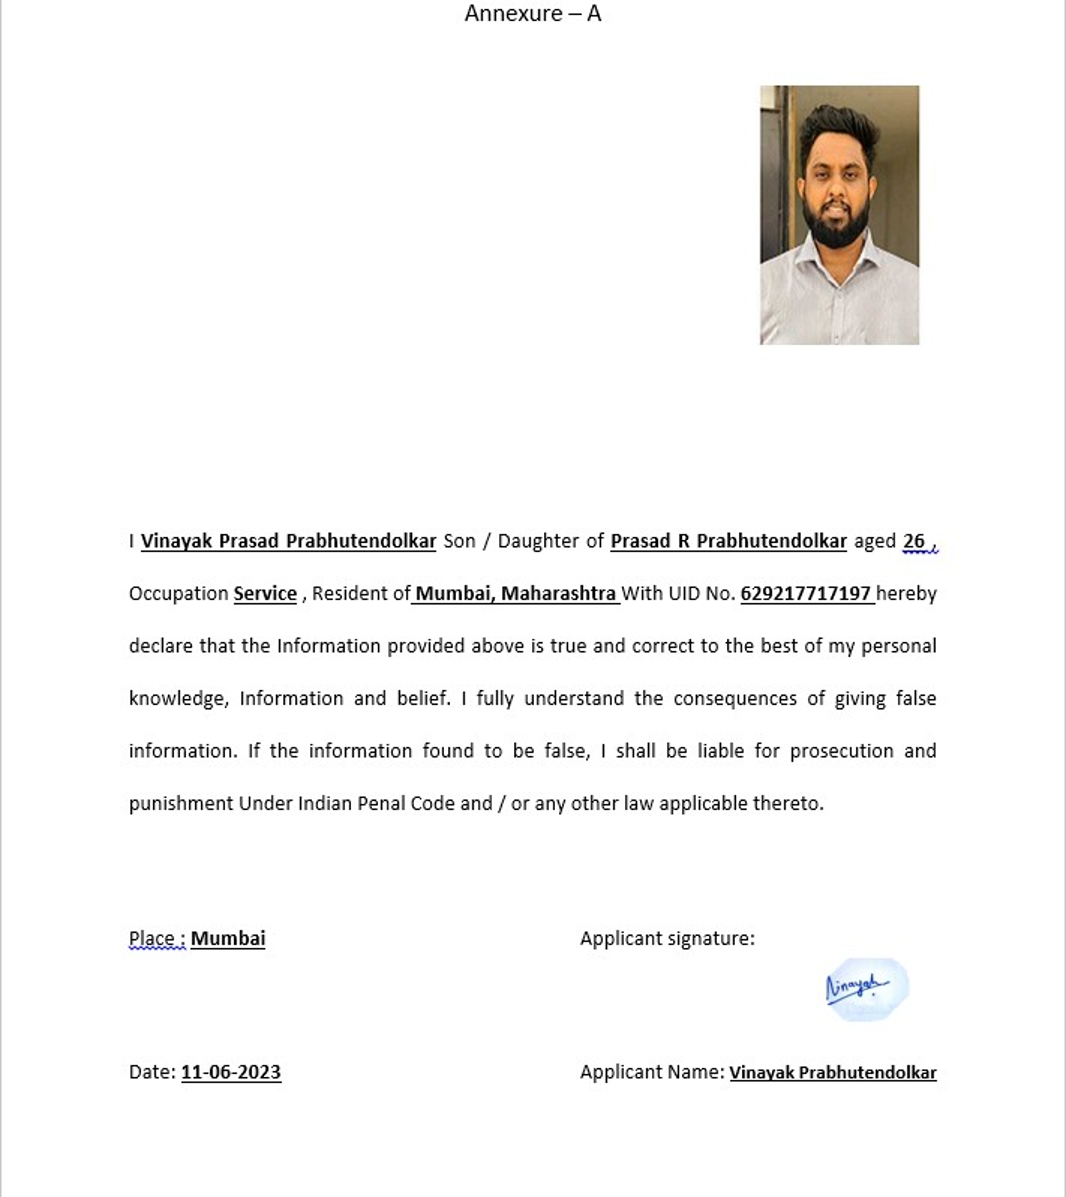 Annexure – A
I Vinayak Prasad Prabhutendolkar Son / Daughter of Prasad R Prabhutendolkar aged 26 ,
Occupation Service , Resident of Mumbai, Maharashtra With UID No. 629217717197 hereby
declare that the Information provided above is true and correct to the best of my personal
knowledge, Information and belief. I fully understand the consequences of giving false
information. If the information found to be false, I shall be liable for prosecution and
punishment Under Indian Penal Code and / or any other law applicable thereto.
Place : Mumbai
Applicant signature:
Vinayak
Date: 11-06-2023
Applicant Name: Vinayak Prabhutendolkar